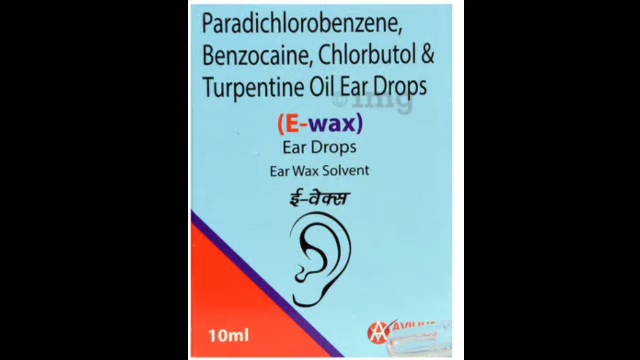 Paradichlorobenzene,
Benzocaine, Chlorbutol &
Turpentine Oil Ear Drops
(E-wax)
Ear Drops
Ear Wax Solvent
ई-वेक्स
10ml